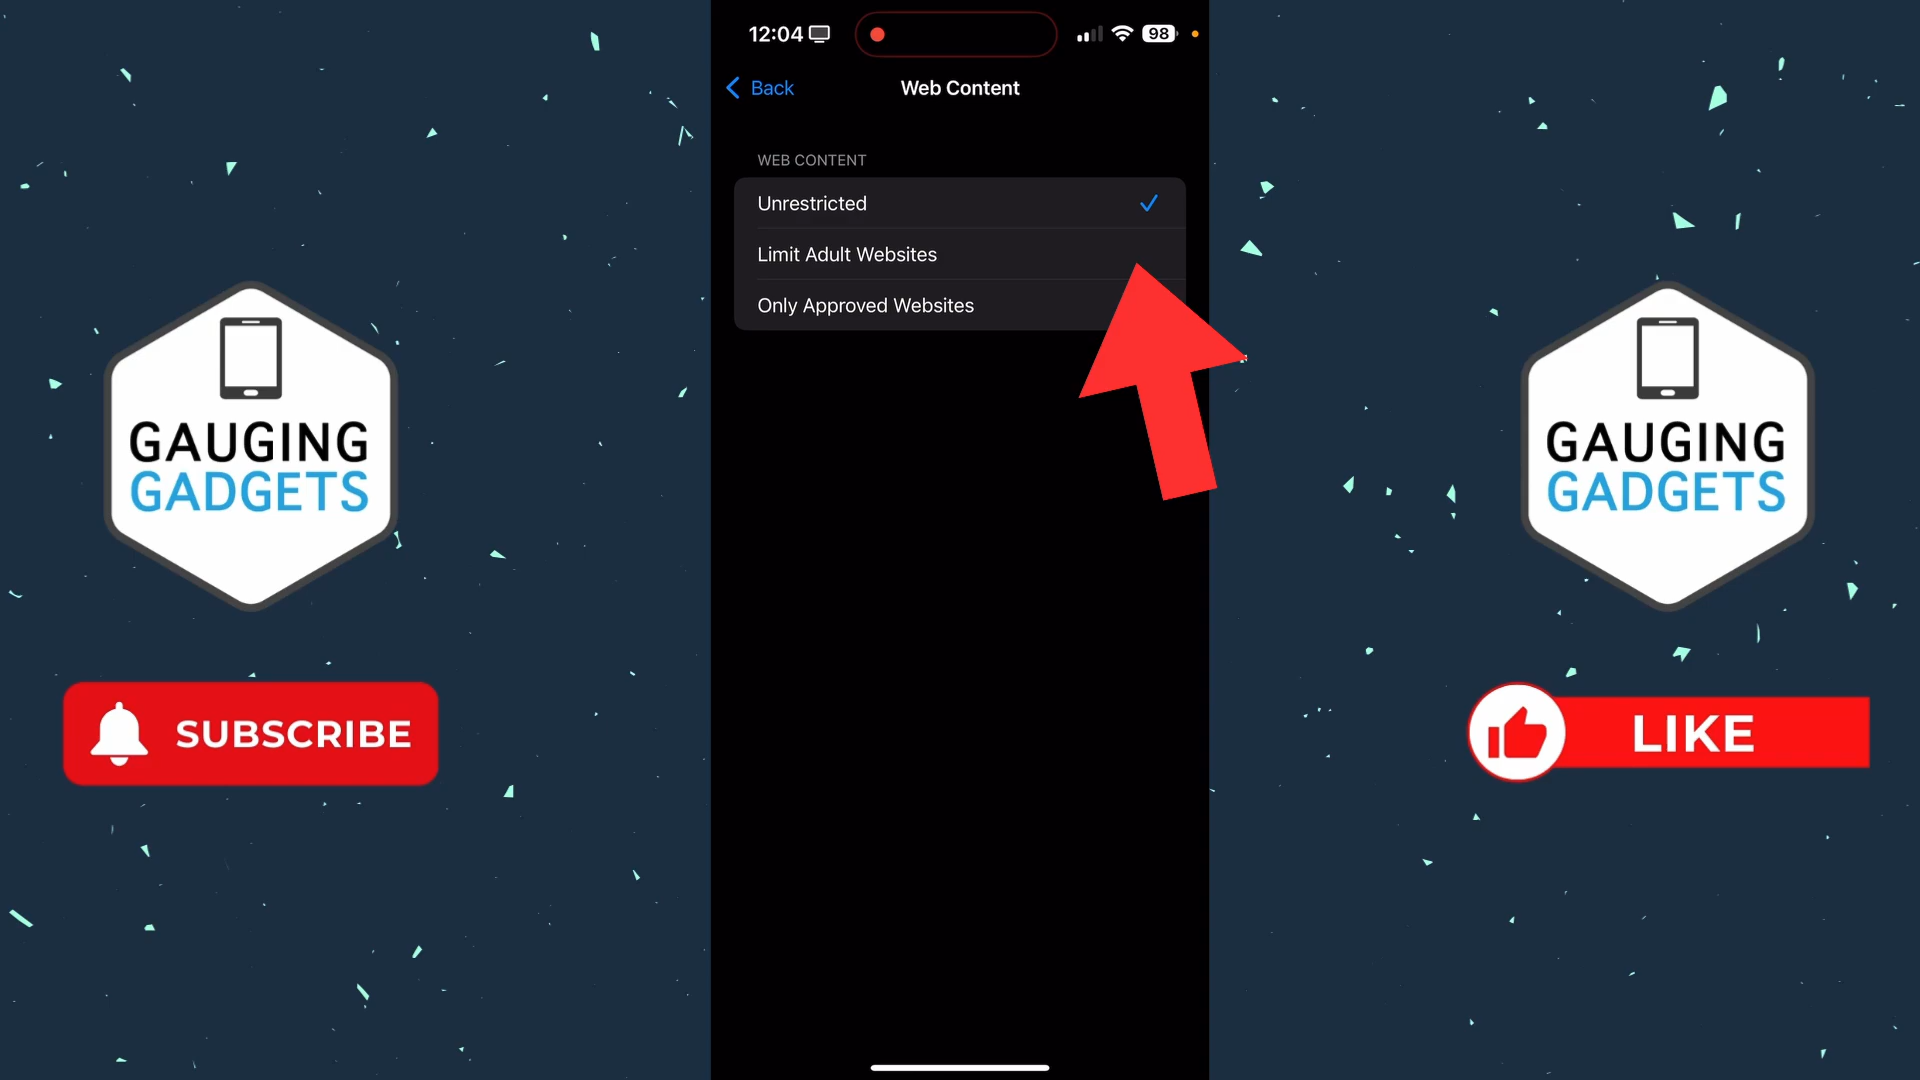 12:04
98
Back
Web Content
WEB CONTENT
Unrestricted
Limit Adult Websites
Only Approved Websites
GAUGING
GADGETS
SUBSCRIBE
GAUGING
GADGETS
LIKE